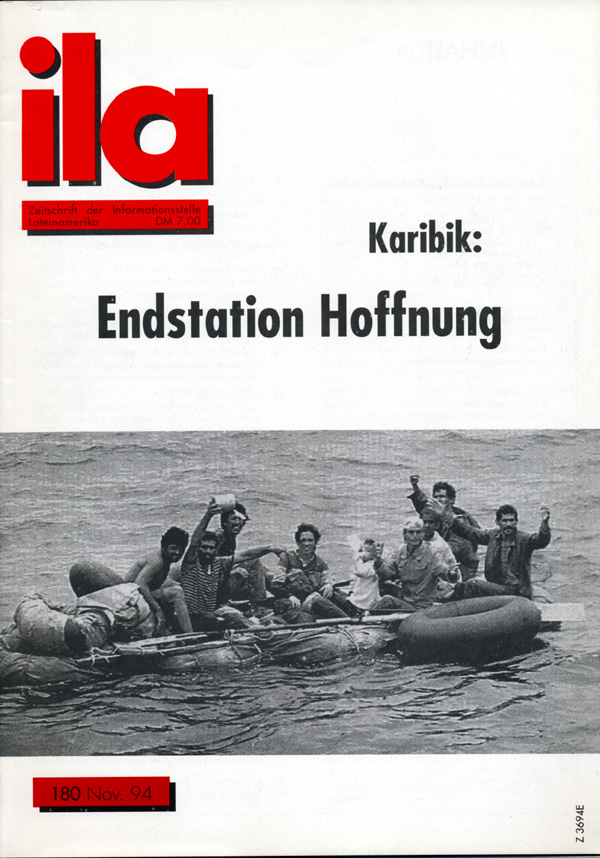 ila
Zeitschrift der Informationsstelle
Lateinamerika DM 7,00
Karibik:
Endstation Hoffnung
180 Nov. 94
Z 3694E